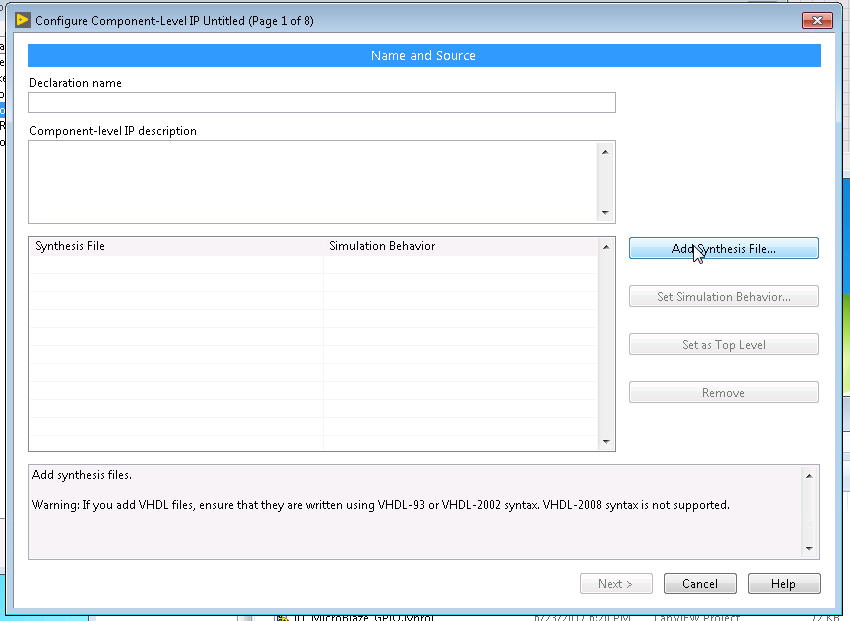 Configure Component-Level IP Untitled (Page 1 of 8)
Name and Source
Declaration name
Component-level IP description
Synthesis File Simulation Behavior
Add Synthesis File...
Set Simulation Behavior...
Set as Top Level
Remove
Add synthesis files.
Warning: If you add VHDL files, ensure that they are written using VHDL-93 or VHDL-2002 syntax. VHDL-2008 syntax is not supported.
Next > Cancel Help